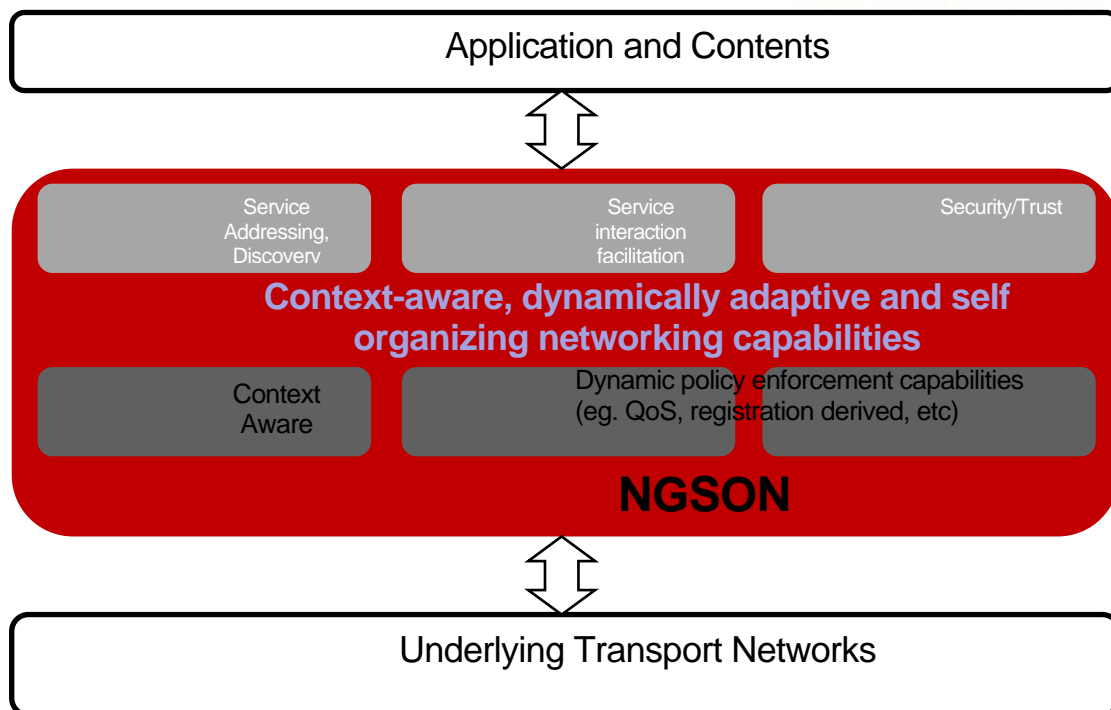 Application and Contents
Service
Addressing,
Discovery
Service
interaction
facilitation
Security/Trust
Context-aware, dynamically adaptive and self
organizing networking capabilities
Context
Aware
Dynamic policy enforcement capabilities
(eg. QoS, registration derived, etc)
NGSON
Underlying Transport Networks